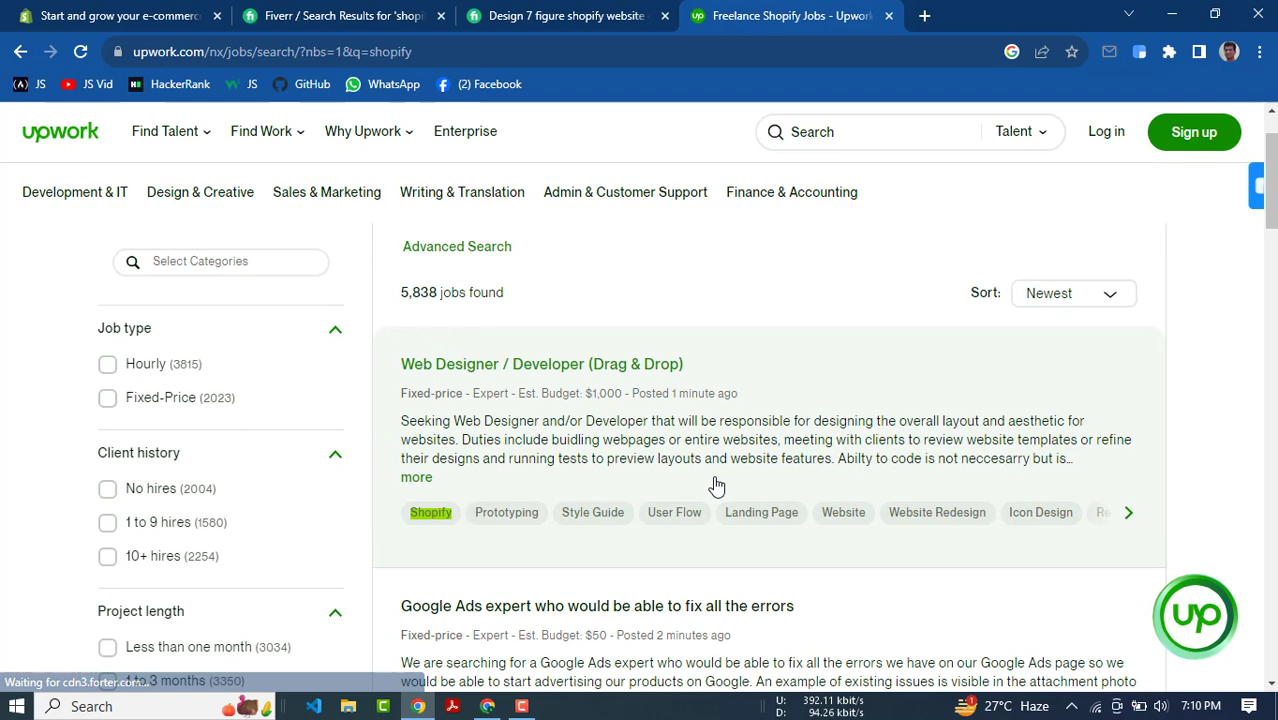 Start and grow your e-commerc
Fiverr / Search Results for 'shopi
Design 7 figure shopify website
Freelance Shopify Jobs - Upwork
upwork.com/nx/jobs/search/?nbs=1&q=shopify
JS
JS Vid
HackerRank
JS
GitHub
WhatsApp
(2) Facebook
upwork
Find Talent
Find Work
Why Upwork
Enterprise
Search
Talent
Log in
Sign up
Development & IT
Design & Creative
Sales & Marketing
Writing & Translation
Admin & Customer Support
Finance & Accounting
Select Categories
Job type
Hourly (3815)
Fixed-Price (2023)
Client history
No hires (2004)
1 to 9 hires (1580)
10+ hires (2254)
Project length
Less than one month (3034)
1 to 3 months (3350)
Advanced Search
5,838 jobs found
Sort:
Newest
Web Designer / Developer (Drag & Drop)
Fixed-price - Expert - Est. Budget: $1,000 - Posted 1 minute ago
Seeking Web Designer and/or Developer that will be responsible for designing the overall layout and aesthetic for
websites. Duties include buidling webpages or entire websites, meeting with clients to review website templates or refine
their designs and running tests to preview layouts and website features. Abilty to code is not neccesarry but is...
more
Shopify
Prototyping
Style Guide
User Flow
Landing Page
Website
Website Redesign
Icon Design
Re
Google Ads expert who would be able to fix all the errors
Fixed-price - Expert - Est. Budget: $50 - Posted 2 minutes ago
We are searching for a Google Ads expert who would be able to fix all the errors we have on our Google Ads page so we
would be able to start advertising our products on Google. An example of existing issues is visible in the attachment photo
up
Waiting for cdn3.forter.com...
Search
U: 392.11 kbit/s
D: 94.26 kbit/s
27°C Haze
7:10 PM